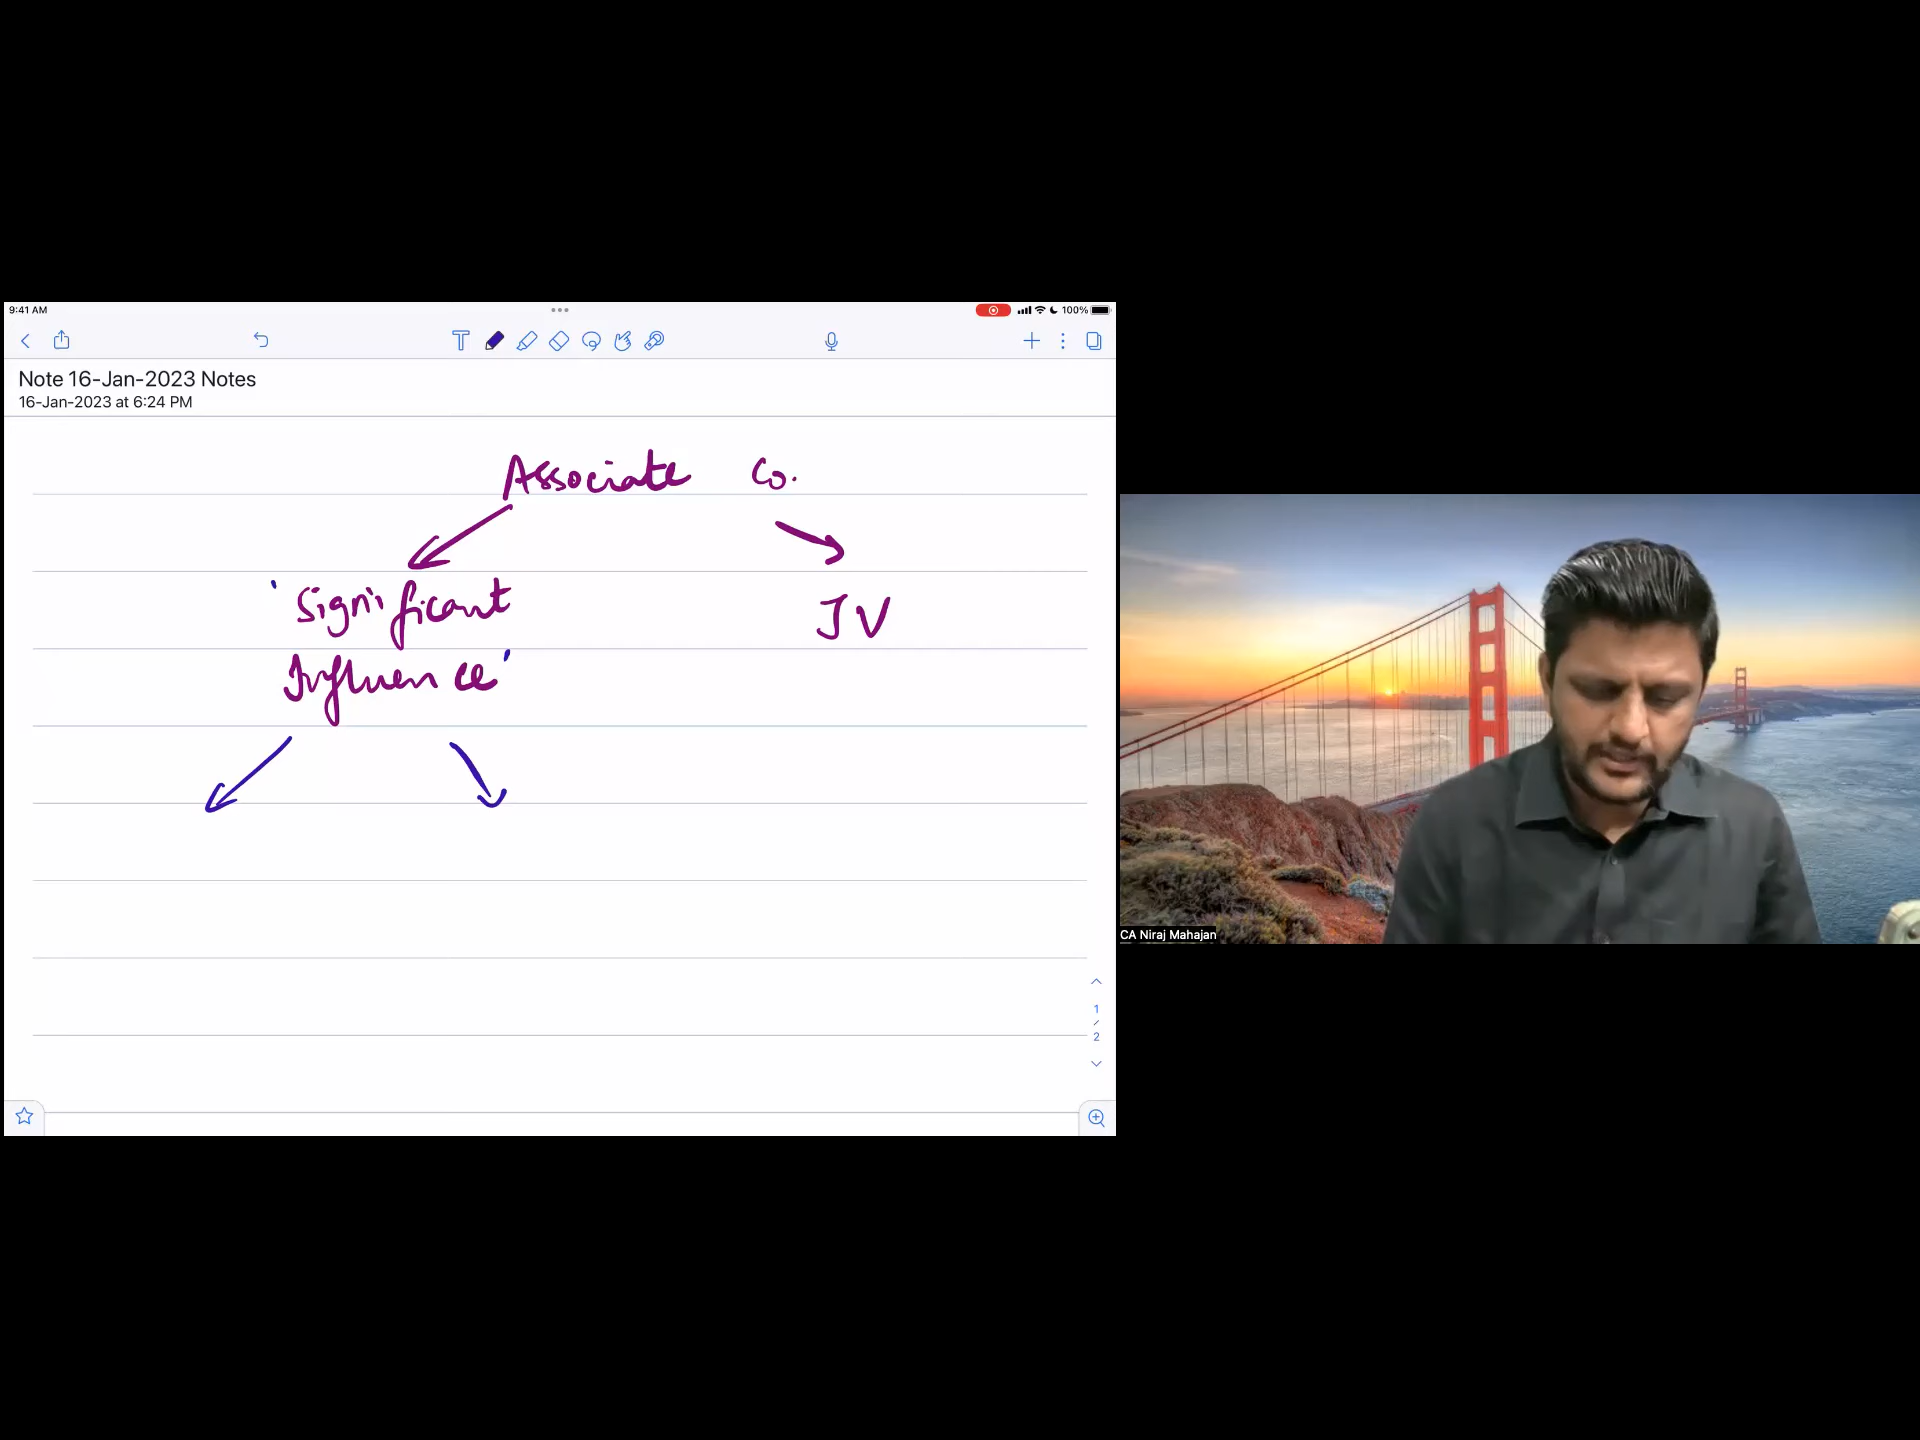 9:41 AM
100%
Note 16-Jan-2023 Notes
16-Jan-2023 at 6:24 PM
Associate Co.
'Significant
Influence'
JV
1
/
2
CA Niraj Mahajan